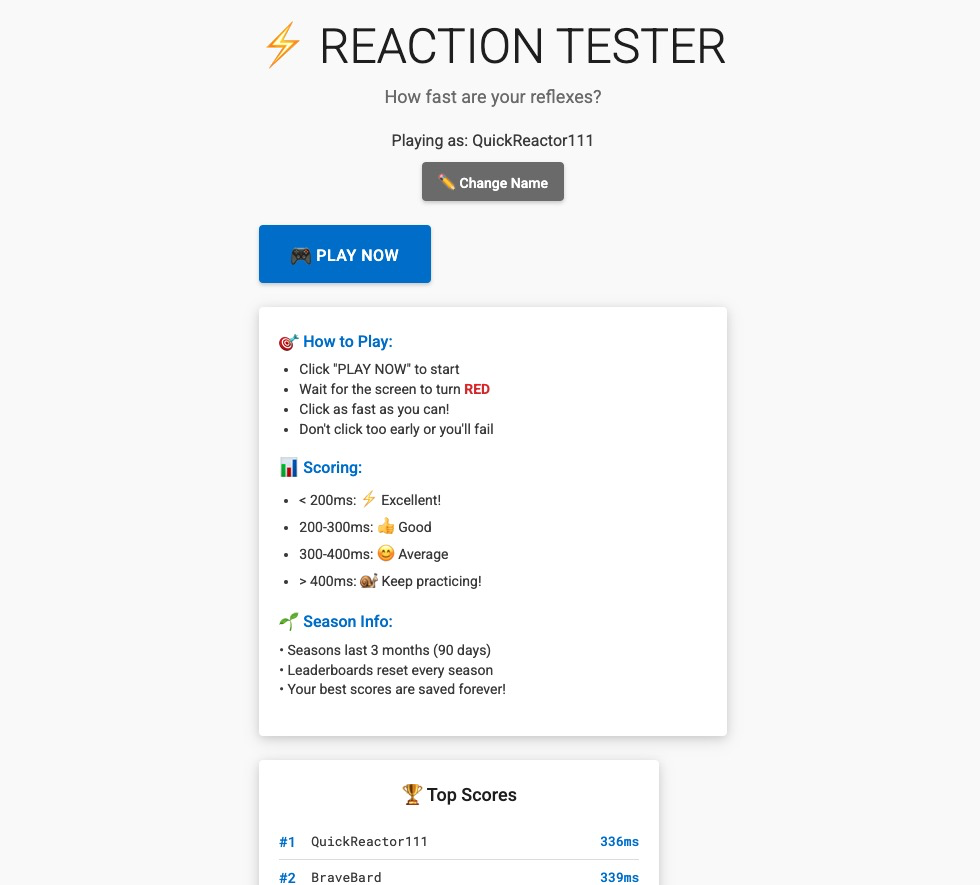 ⚡ REACTION TESTER
How fast are your reflexes?
Playing as: QuickReactor111
✏️ Change Name
🎮 PLAY NOW
🎯 How to Play:
• Click "PLAY NOW" to start
• Wait for the screen to turn RED
• Click as fast as you can!
• Don't click too early or you'll fail
📊 Scoring:
• < 200ms: ⚡ Excellent!
• 200-300ms: 👍 Good
• 300-400ms: 😊 Average
• > 400ms: 🐌 Keep practicing!
🌱 Season Info:
• Seasons last 3 months (90 days)
• Leaderboards reset every season
• Your best scores are saved forever!
🏆 Top Scores
#1 QuickReactor111 336ms
#2 BraveBard 339ms